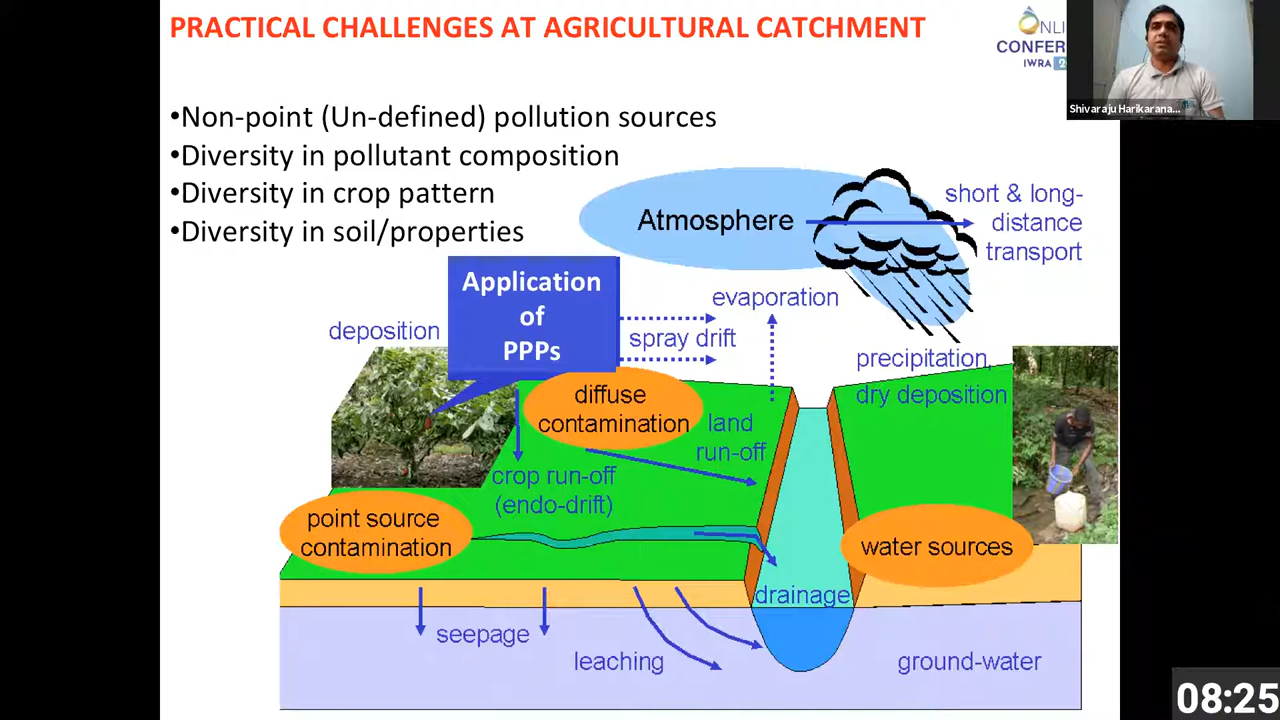 PRACTICAL CHALLENGES AT AGRICULTURAL CATCHMENT
CONFER
IWRA
Shivaraju Harikarana...
•Non-point (Un-defined) pollution sources
•Diversity in pollutant composition
•Diversity in crop pattern
•Diversity in soil/properties
Atmosphere
short & long-
distance
transport
Application
of
PPPs
deposition
evaporation
spray drift
precipitation,
dry deposition
diffuse
contamination
land
run-off
crop run-off
(endo-drift)
point source
contamination
water sources
drainage
seepage
leaching
ground-water
08:25